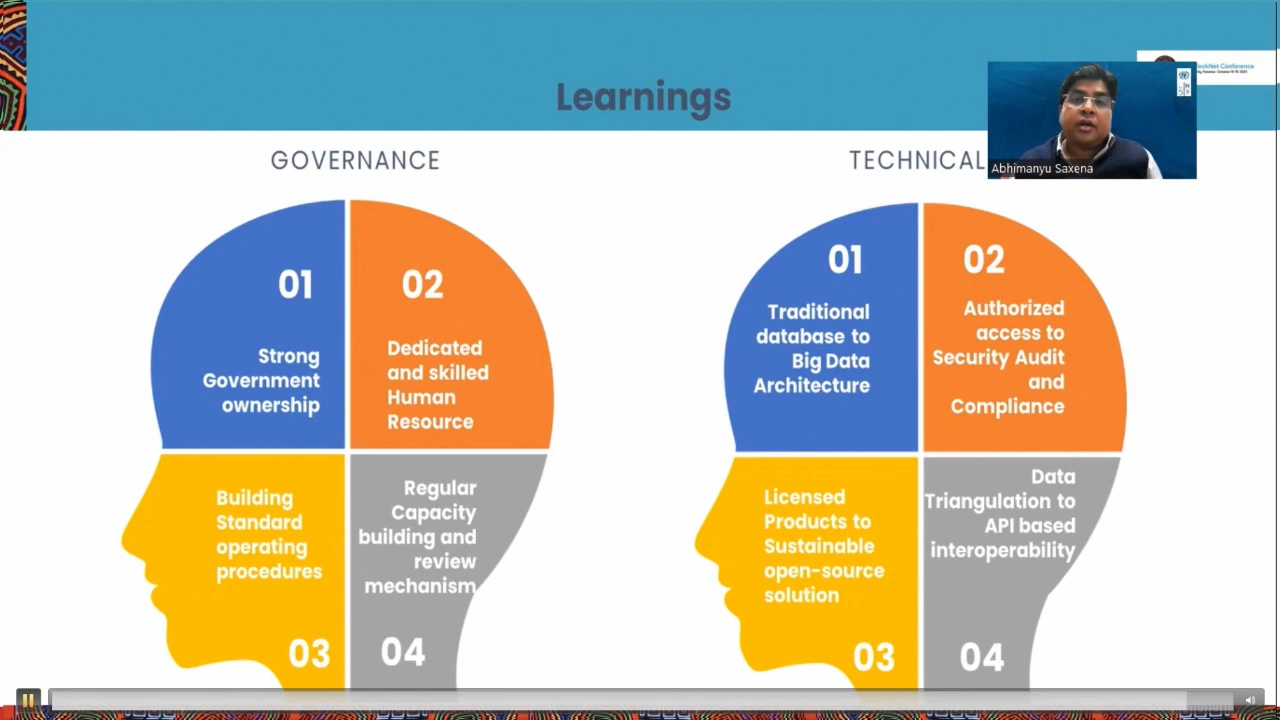 Learnings
TechNet Conference
Abhimanyu Saxena
GOVERNANCE
TECHNICAL
01
Strong
Government
ownership
02
Dedicated
and skilled
Human
Resource
Building
Standard
operating
procedures
03
Regular
Capacity
building and
review
mechanism
04
01
Traditional
database to
Big Data
Architecture
02
Authorized
access to
Security Audit
and
Compliance
Licensed
Products to
Sustainable
open-source
solution
03
Data
Triangulation to
API based
interoperability
04